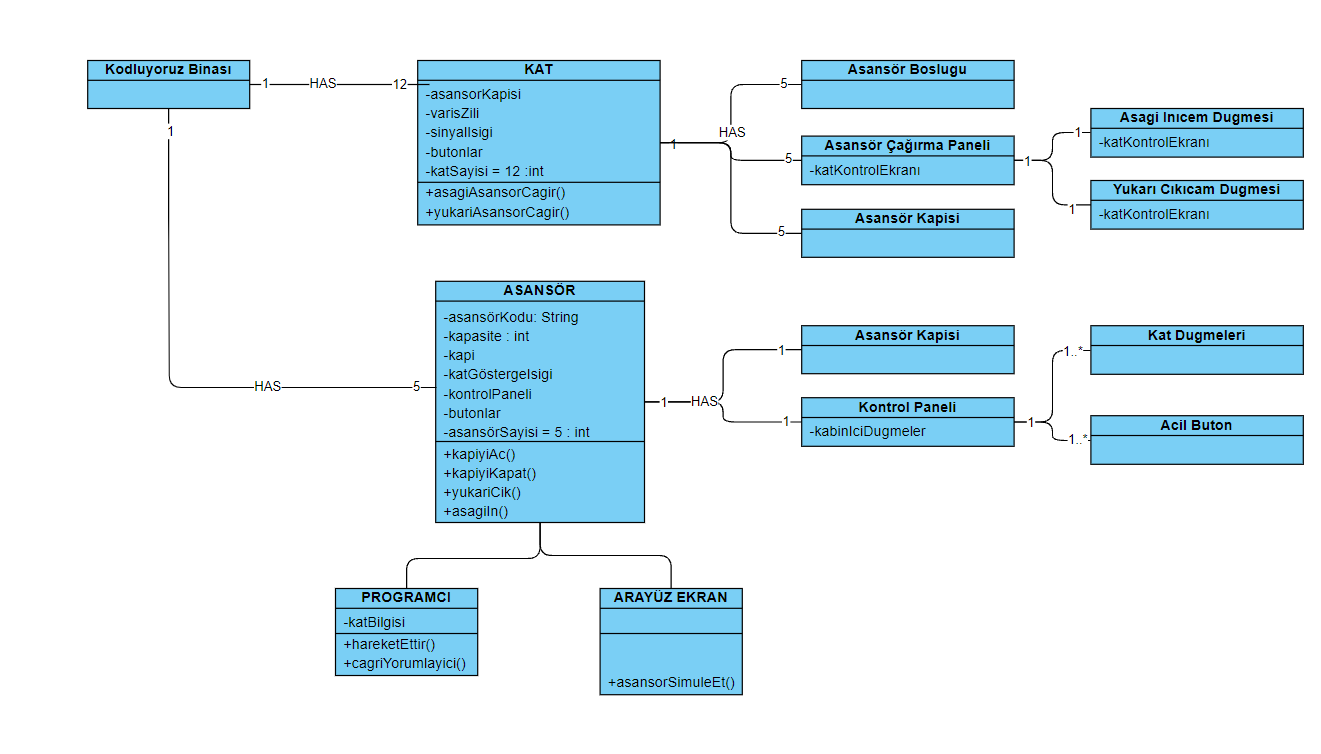 Kodluyoruz Binası
1
HAS
12
1
KAT
-asansorKapisi
-varisZili
-sinyalIsigi
-butonlar
-katSayisi = 12 :int
+asagiAsansorCagir()
+yukariAsansorCagir()
1
HAS
5
5
5
Asansör Boslugu
Asansör Çağırma Paneli
-katKontrolEkranı
Asansör Kapisi
1
1
1
Asagi Inıcem Dugmesi
-katKontrolEkranı
Yukarı Cıkıcam Dugmesi
-katKontrolEkranı
HAS
5
ASANSÖR
-asansörKodu: String
-kapasite : int
-kapi
-katGöstergeIsigi
-kontrolPaneli
-butonlar
-asansörSayisi = 5 : int
+kapiyiAc()
+kapiyiKapat()
+yukariCik()
+asagiIn()
1
HAS
1
1
Asansör Kapisi
Kontrol Paneli
-kabinIciDugmeler
1
1..*
1..*
Kat Dugmeleri
Acil Buton
PROGRAMCI
-katBilgisi
+hareketEttir()
+cagriYorumlayici()
ARAYÜZ EKRAN
+asansorSimuleEt()